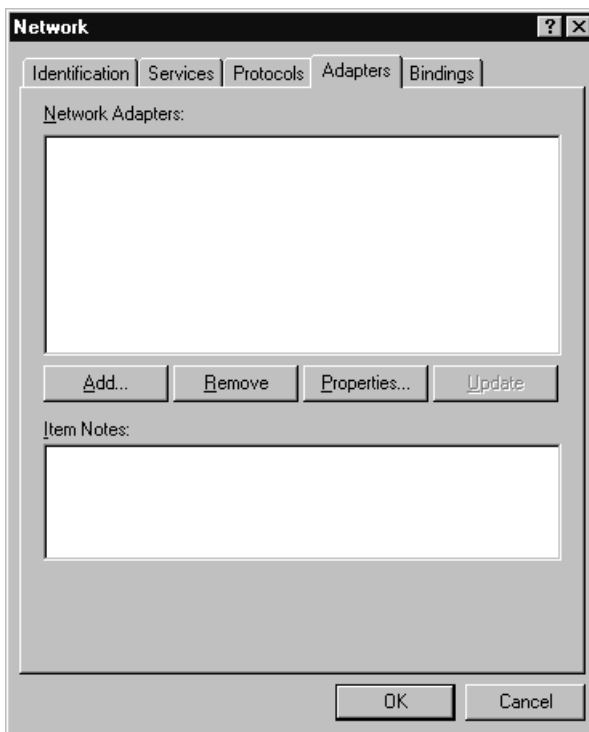 Network
Identification Services Protocols Adapters Bindings
Network Adapters:
Add... Remove Properties... Update
Item Notes:
OK Cancel